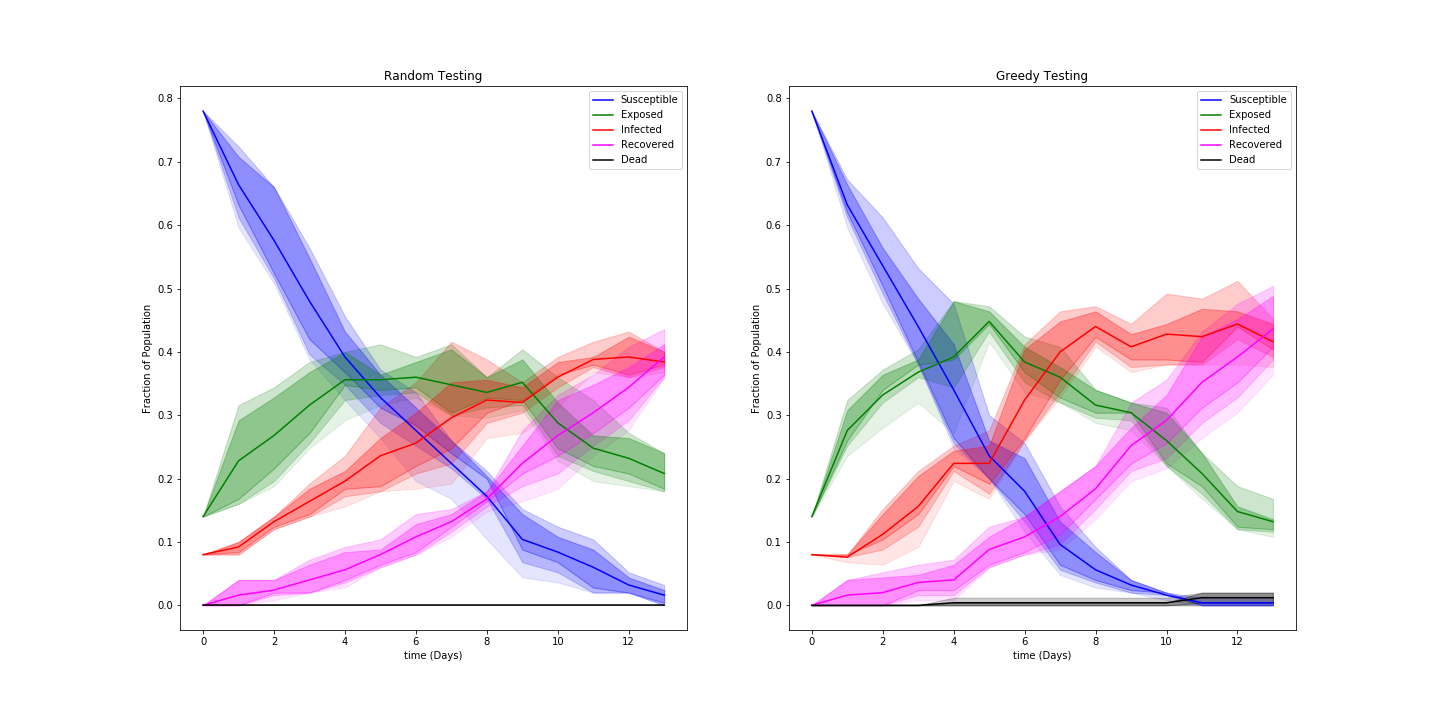 Random Testing
0.8
0.7
0.6
0.5
0.4
0.3
0.2
0.1
0.0
Fraction of Population
0 2 4 6 8 10 12
time (Days)
Susceptible
Exposed
Infected
Recovered
Dead
Greedy Testing
0.8
0.7
0.6
0.5
0.4
0.3
0.2
0.1
0.0
Fraction of Population
0 2 4 6 8 10 12
time (Days)
Susceptible
Exposed
Infected
Recovered
Dead